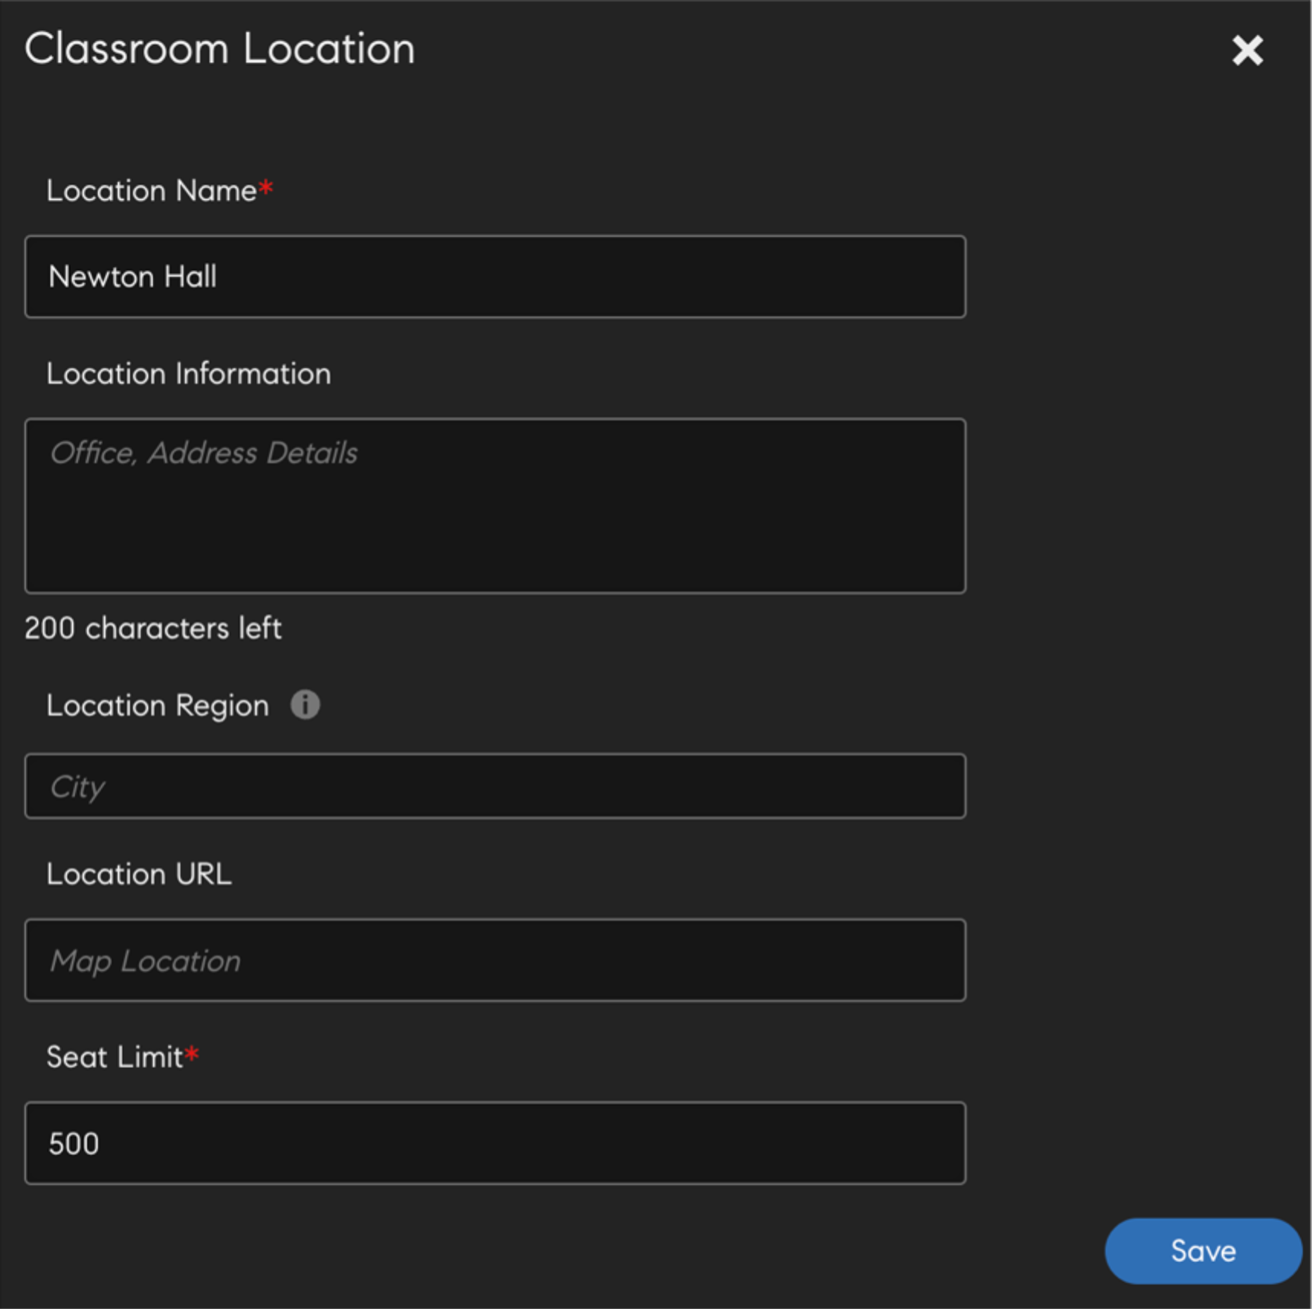 Classroom Location
Location Name*
Newton Hall
Location Information
Office, Address Details
200 characters left
Location Region
City
Location URL
Map Location
Seat Limit*
500
Save